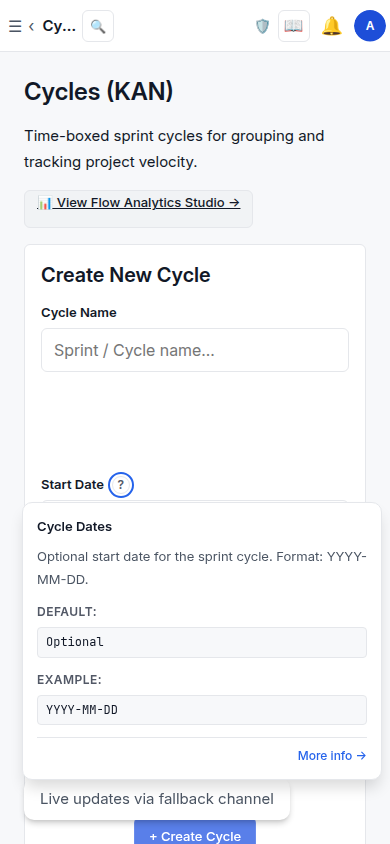 ☰ ‹ Cy... 🔍 🛡️ 📖 🔔 A
Cycles (KAN)
Time-boxed sprint cycles for grouping and
tracking project velocity.
📊 View Flow Analytics Studio →
Create New Cycle
Cycle Name
Sprint / Cycle name...
Start Date ?
Cycle Dates
Optional start date for the sprint cycle. Format: YYYY-
MM-DD.
DEFAULT:
Optional
EXAMPLE:
YYYY-MM-DD
More info →
Live updates via fallback channel
+ Create Cycle